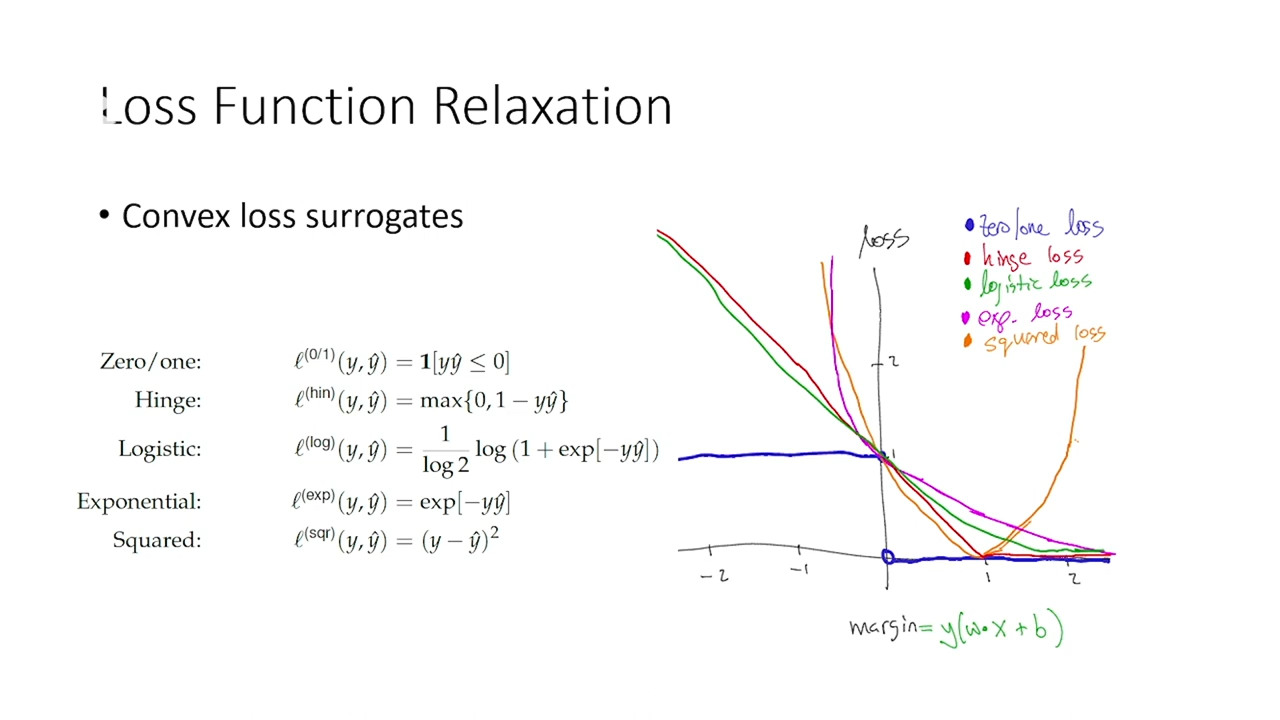 Loss Function Relaxation
• Convex loss surrogates
Zero/one: ℓ^(0/1)(y, ŷ) = 1[yŷ ≤ 0]
Hinge: ℓ^(hin)(y, ŷ) = max{0, 1 − yŷ}
Logistic: ℓ^(log)(y, ŷ) = 1/log 2 log (1 + exp[−yŷ])
Exponential: ℓ^(exp)(y, ŷ) = exp[−yŷ]
Squared: ℓ^(sqr)(y, ŷ) = (y − ŷ)²
loss
zero/one loss
hinge loss
logistic loss
exp. loss
squared loss
2
1
-2 -1 1 2
margin = y(w•x + b)